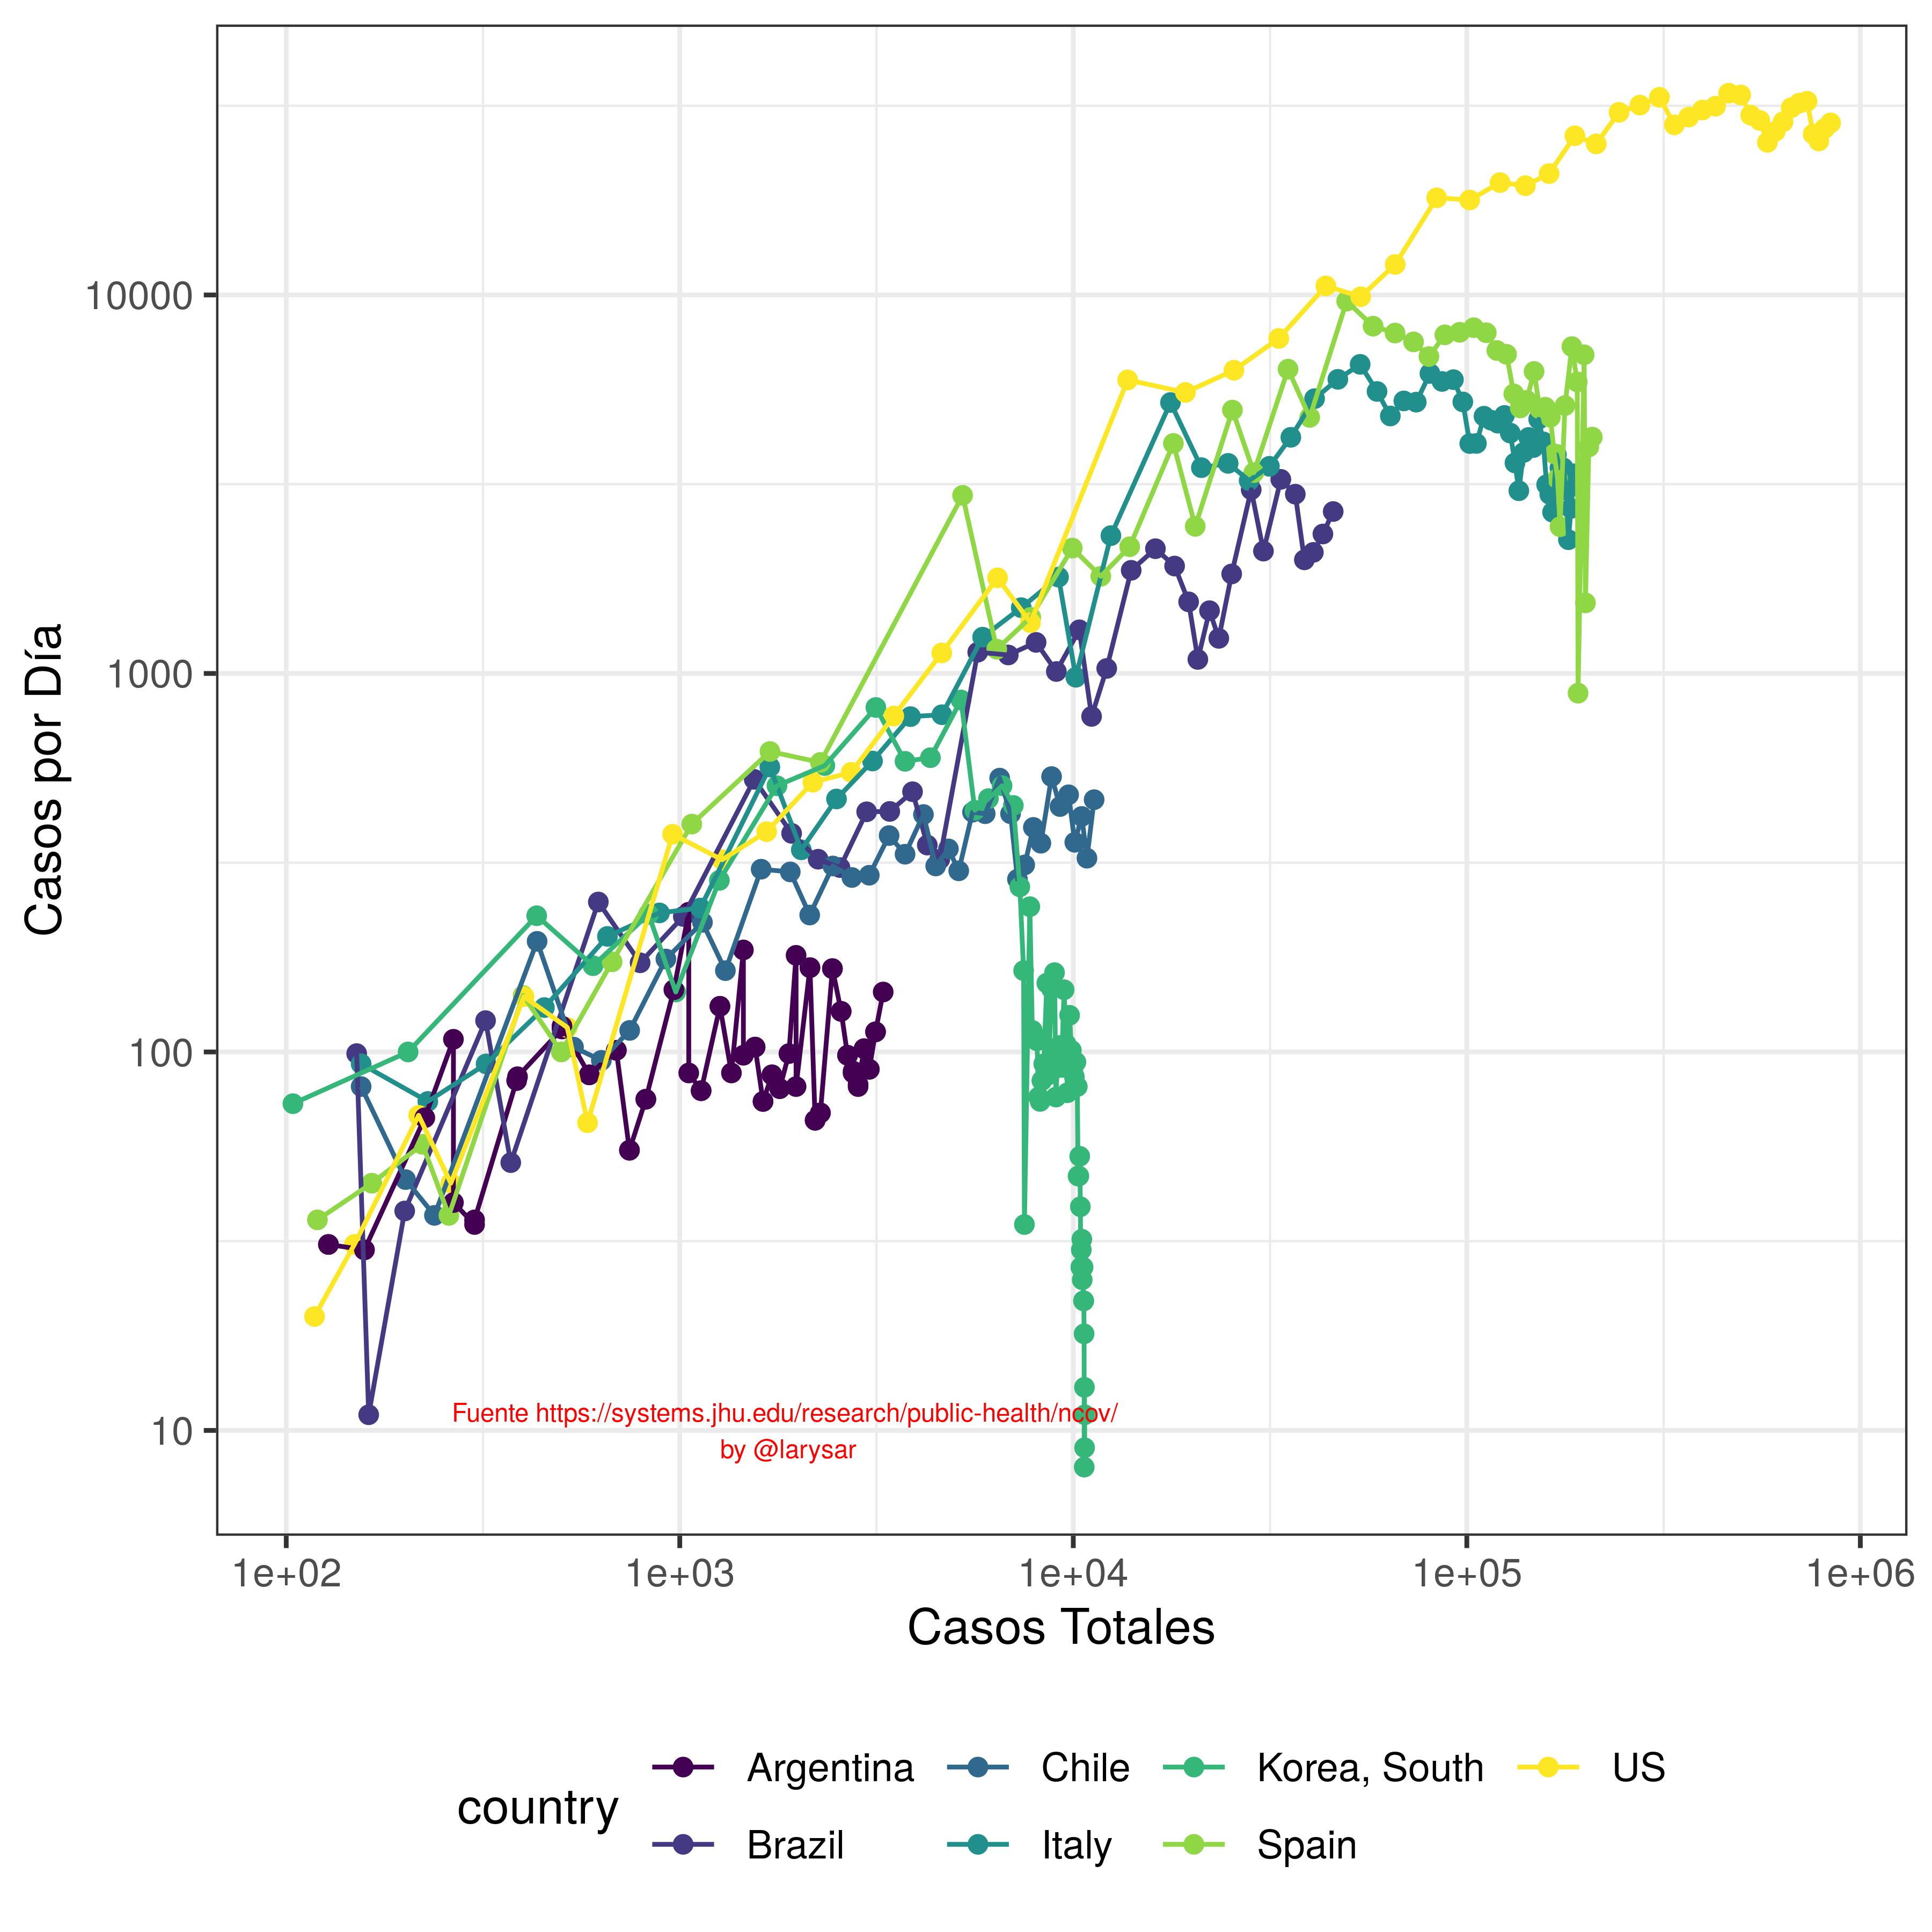 10000
1000
100
10
Casos por Día
Fuente https://systems.jhu.edu/research/public-health/ncov/
by @larysar
1e+02 1e+03 1e+04 1e+05 1e+06
Casos Totales
country
Argentina Chile Korea, South US
Brazil Italy Spain